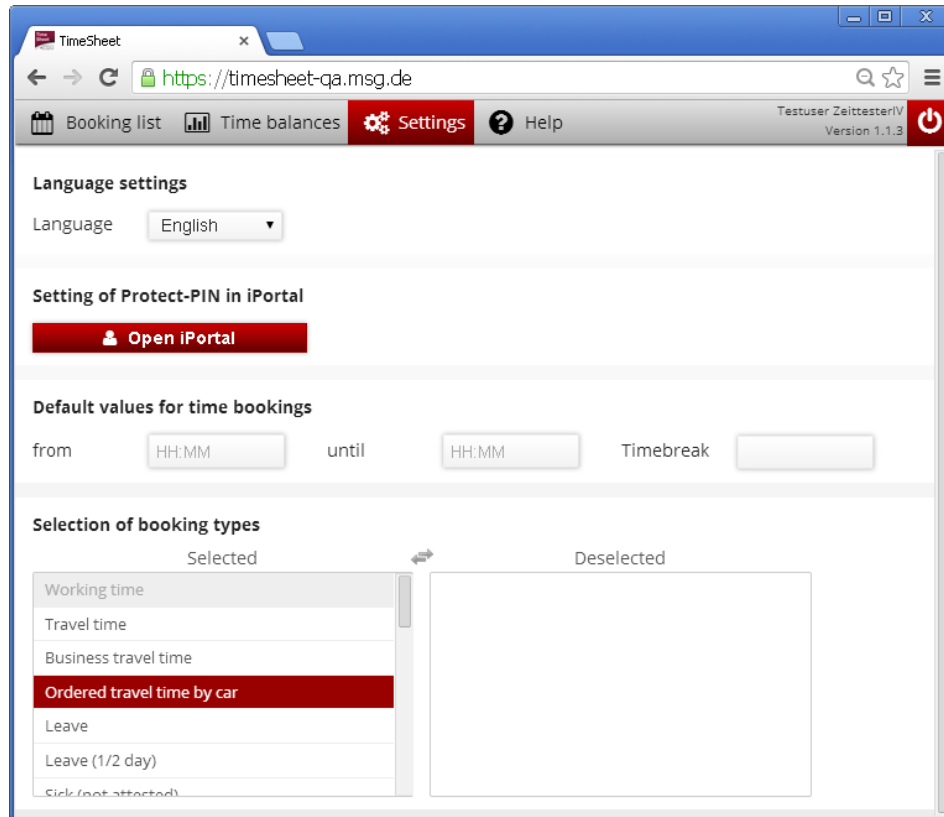 TimeSheet
https://timesheet-qa.msg.de
Booking list Time balances Settings Help
Testuser ZeittesterIV
Version 1.1.3
Language settings
Language English
Setting of Protect-PIN in iPortal
Open iPortal
Default values for time bookings
from HH:MM until HH:MM Timebreak
Selection of booking types
Selected Deselected
Working time
Travel time
Business travel time
Ordered travel time by car
Leave
Leave (1/2 day)
Sick (not attested)